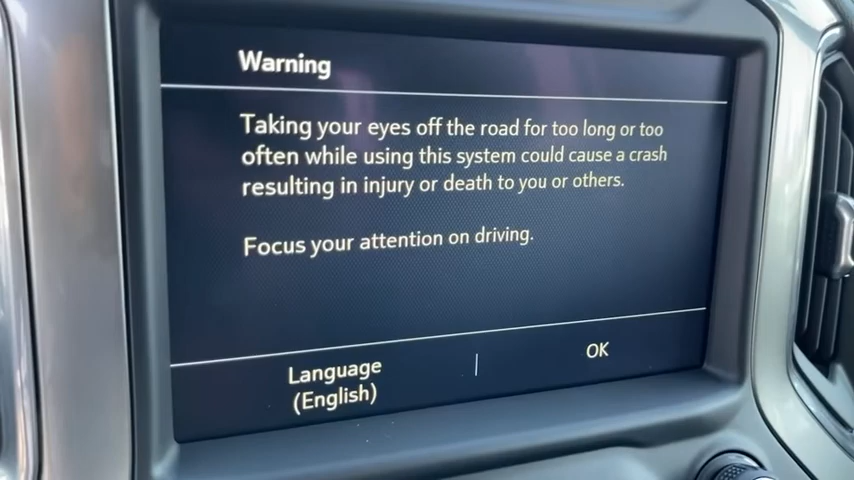 Warning
Taking your eyes off the road for too long or too
often while using this system could cause a crash
resulting in injury or death to you or others.
Focus your attention on driving.
Language
(English)
OK